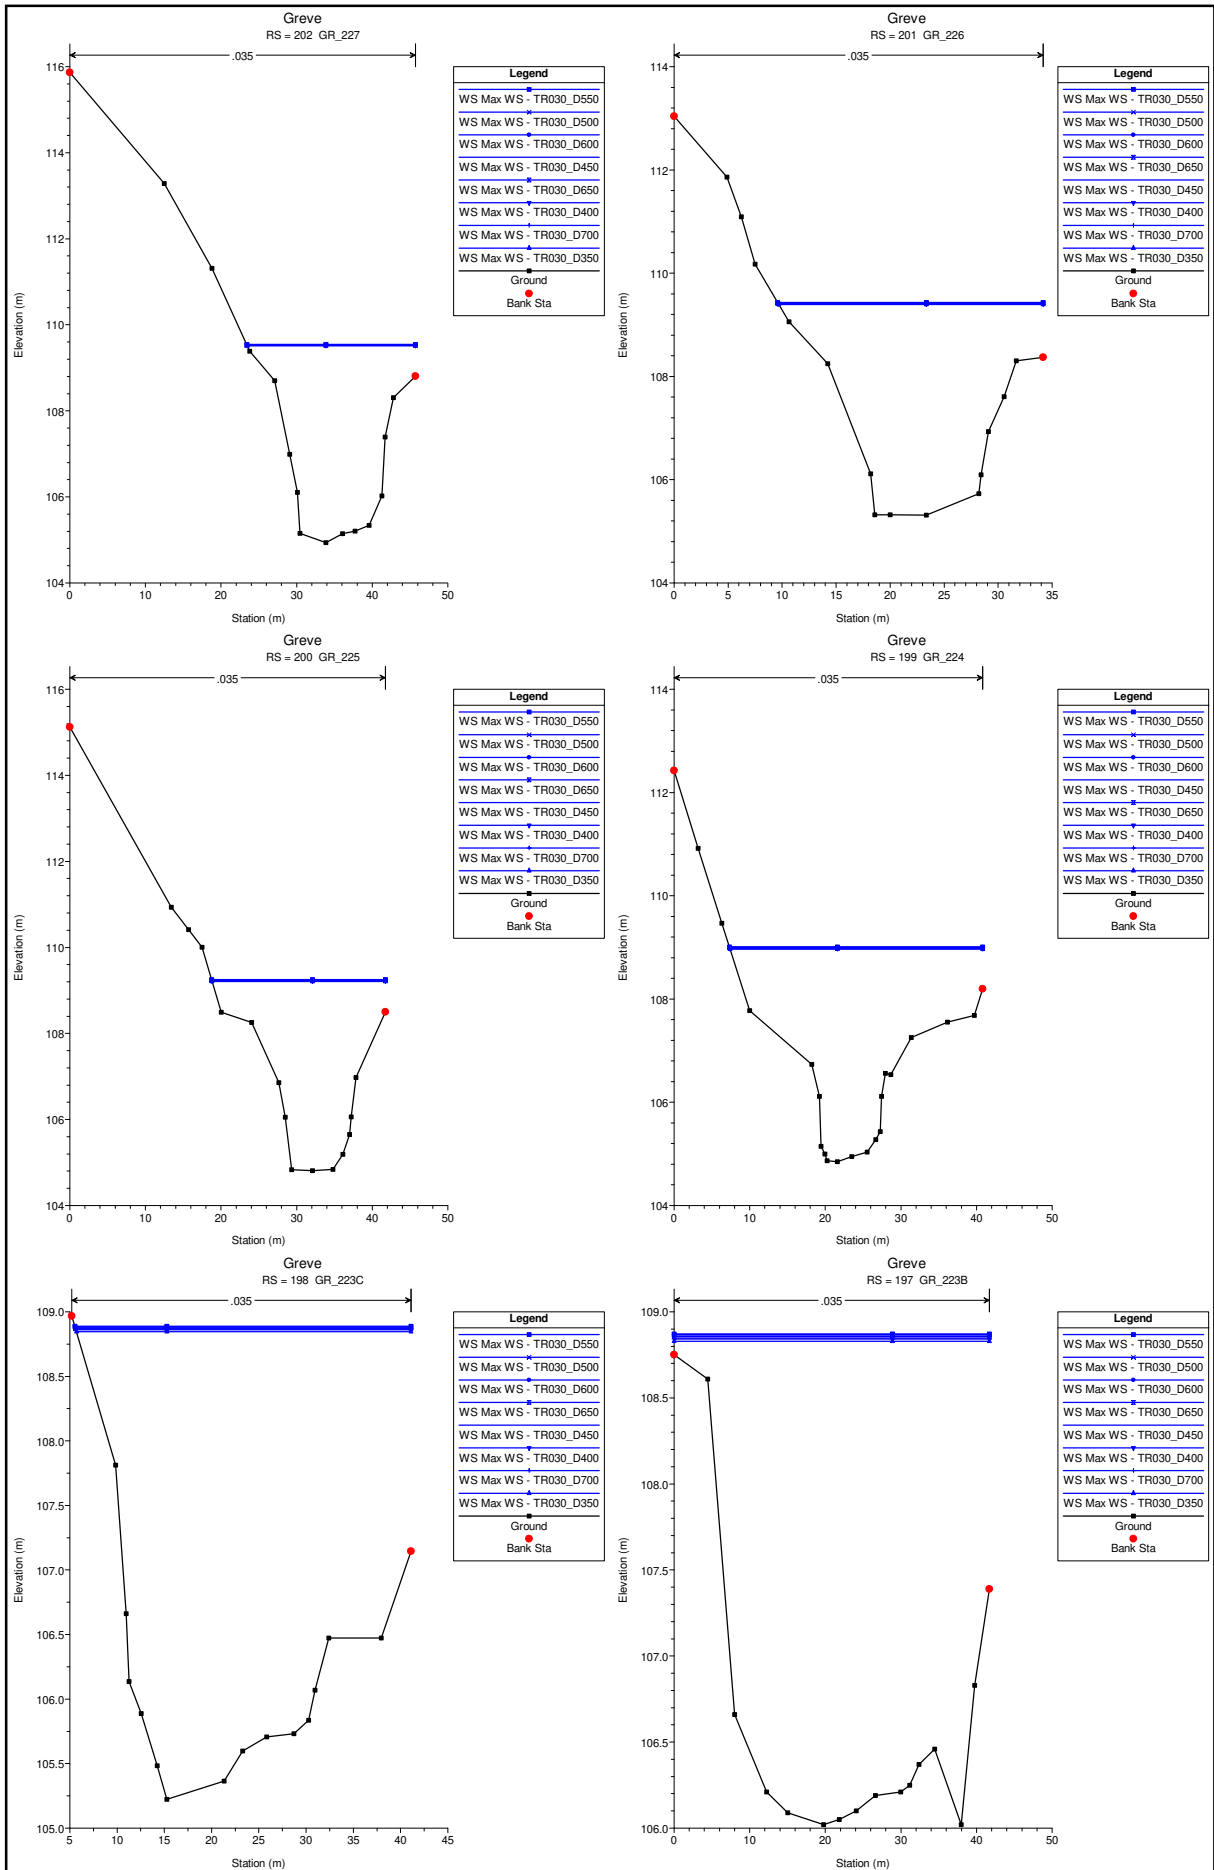 Greve
RS = 202 GR_227
.035
116
114
112
110
108
106
104
0 10 20 30 40 50
Elevation (m)
Station (m)
Legend
WS Max WS - TR030_D550
WS Max WS - TR030_D500
WS Max WS - TR030_D600
WS Max WS - TR030_D450
WS Max WS - TR030_D650
WS Max WS - TR030_D400
WS Max WS - TR030_D700
WS Max WS - TR030_D350
Ground
Bank Sta
Greve
RS = 201 GR_226
.035
114
112
110
108
106
104
0 5 10 15 20 25 30 35
Elevation (m)
Station (m)
Legend
WS Max WS - TR030_D550
WS Max WS - TR030_D500
WS Max WS - TR030_D600
WS Max WS - TR030_D650
WS Max WS - TR030_D450
WS Max WS - TR030_D400
WS Max WS - TR030_D700
WS Max WS - TR030_D350
Ground
Bank Sta
Greve
RS = 200 GR_225
.035
116
114
112
110
108
106
104
0 10 20 30 40 50
Elevation (m)
Station (m)
Legend
WS Max WS - TR030_D550
WS Max WS - TR030_D500
WS Max WS - TR030_D600
WS Max WS - TR030_D650
WS Max WS - TR030_D450
WS Max WS - TR030_D400
WS Max WS - TR030_D700
WS Max WS - TR030_D350
Ground
Bank Sta
Greve
RS = 199 GR_224
.035
114
112
110
108
106
104
0 10 20 30 40 50
Elevation (m)
Station (m)
Legend
WS Max WS - TR030_D550
WS Max WS - TR030_D500
WS Max WS - TR030_D600
WS Max WS - TR030_D450
WS Max WS - TR030_D650
WS Max WS - TR030_D400
WS Max WS - TR030_D700
WS Max WS - TR030_D350
Ground
Bank Sta
Greve
RS = 198 GR_223C
.035
109.0
108.5
108.0
107.5
107.0
106.5
106.0
105.5
105.0
5 10 15 20 25 30 35 40 45
Elevation (m)
Station (m)
Legend
WS Max WS - TR030_D550
WS Max WS - TR030_D500
WS Max WS - TR030_D600
WS Max WS - TR030_D650
WS Max WS - TR030_D450
WS Max WS - TR030_D400
WS Max WS - TR030_D700
WS Max WS - TR030_D350
Ground
Bank Sta
Greve
RS = 197 GR_223B
.035
109.0
108.5
108.0
107.5
107.0
106.5
106.0
0 10 20 30 40 50
Elevation (m)
Station (m)
Legend
WS Max WS - TR030_D550
WS Max WS - TR030_D500
WS Max WS - TR030_D600
WS Max WS - TR030_D650
WS Max WS - TR030_D450
WS Max WS - TR030_D400
WS Max WS - TR030_D700
WS Max WS - TR030_D350
Ground
Bank Sta